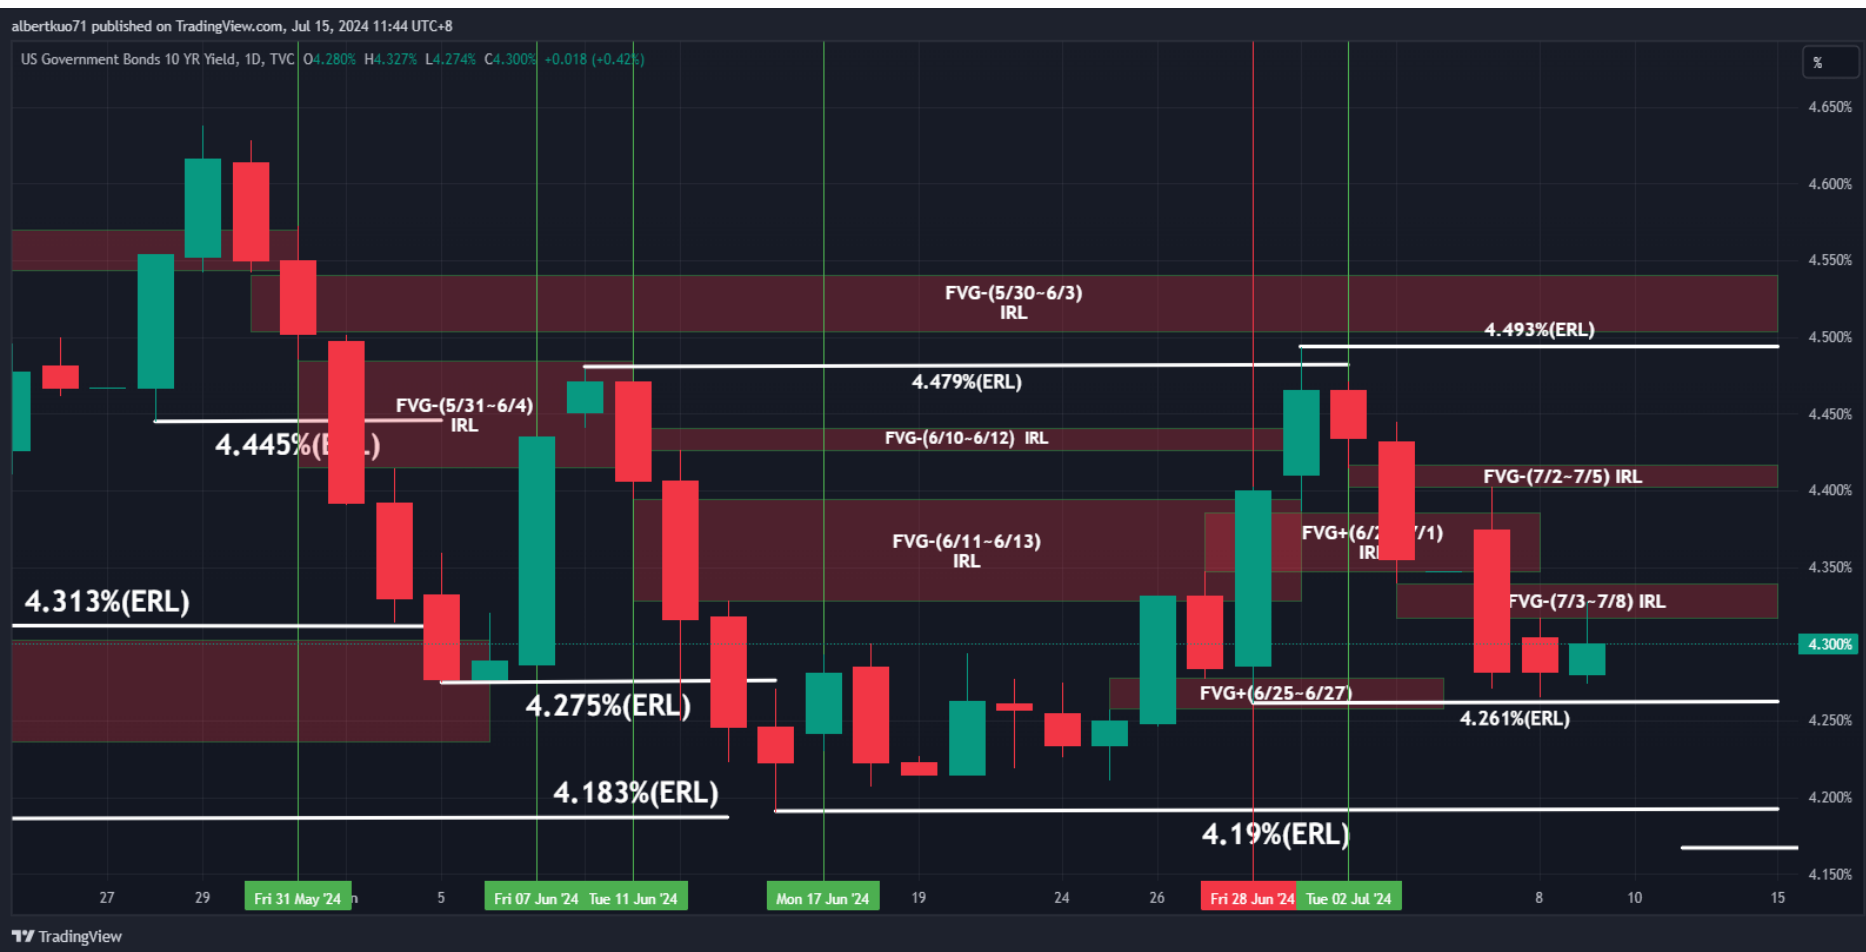 albertkuo71 published on TradingView.com, Jul 15, 2024 11:44 UTC+8
US Government Bonds 10 YR Yield, 1D, TVC O4.280% H4.327% L4.274% C4.300% +0.018 (+0.42%)
%
4.650%
4.600%
4.550%
FVG-(5/30~6/3)
IRL
4.493%(ERL)
4.500%
4.479%(ERL)
FVG-(5/31~6/4)
IRL
4.450%
4.445%(ERL)
FVG-(6/10~6/12) IRL
FVG-(7/2~7/5) IRL
4.400%
FVG-(6/11~6/13)
IRL
FVG+(6/2 /1)
IRL
4.350%
4.313%(ERL)
FVG-(7/3~7/8) IRL
4.300%
FVG+(6/25~6/27)
4.275%(ERL)
4.261%(ERL)
4.250%
4.183%(ERL)
4.200%
4.19%(ERL)
4.150%
27 29 Fri 31 May '24 5 Fri 07 Jun '24 Tue 11 Jun '24 Mon 17 Jun '24 19 24 26 Fri 28 Jun '24 Tue 02 Jul '24 8 10 15
TradingView